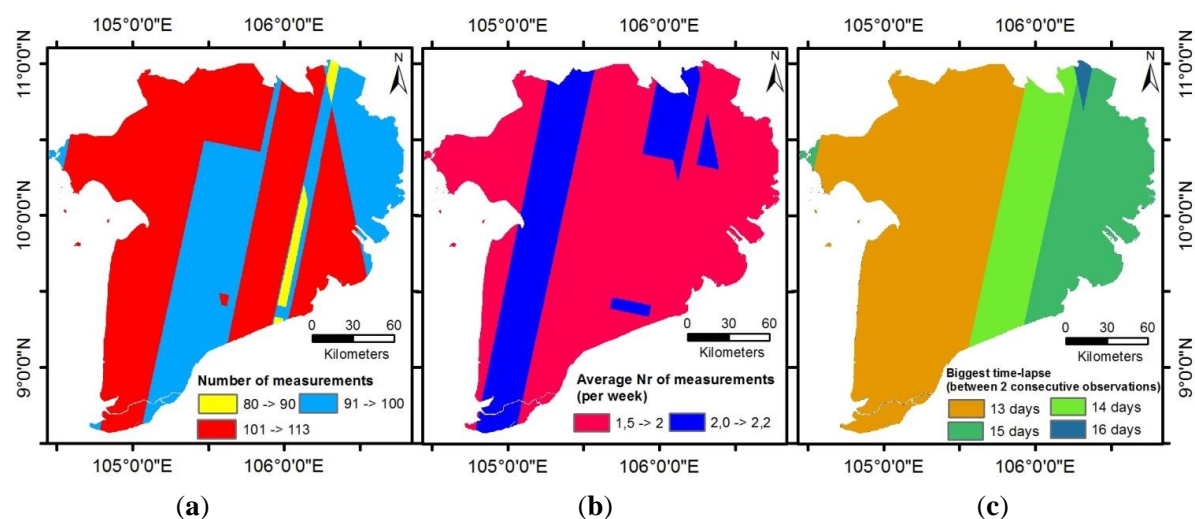 105°0'0"E 106°0'0"E 105°0'0"E 106°0'0"E 105°0'0"E 106°0'0"E
11°0'0"N 10°0'0"N 9°0'0"N
N
0 30 60
Kilometers
Number of measurements
80 -> 90 91 -> 100
101 -> 113
N
0 30 60
Kilometers
Average Nr of measurements
(per week)
1,5 -> 2 2,0 -> 2,2
N
0 30 60
Kilometers
Biggest time-lapse
(between 2 consecutive observations)
13 days 14 days
15 days 16 days
11°0'0"N 10°0'0"N 9°0'0"N
105°0'0"E 106°0'0"E 105°0'0"E 106°0'0"E 105°0'0"E 106°0'0"E
(a) (b) (c)